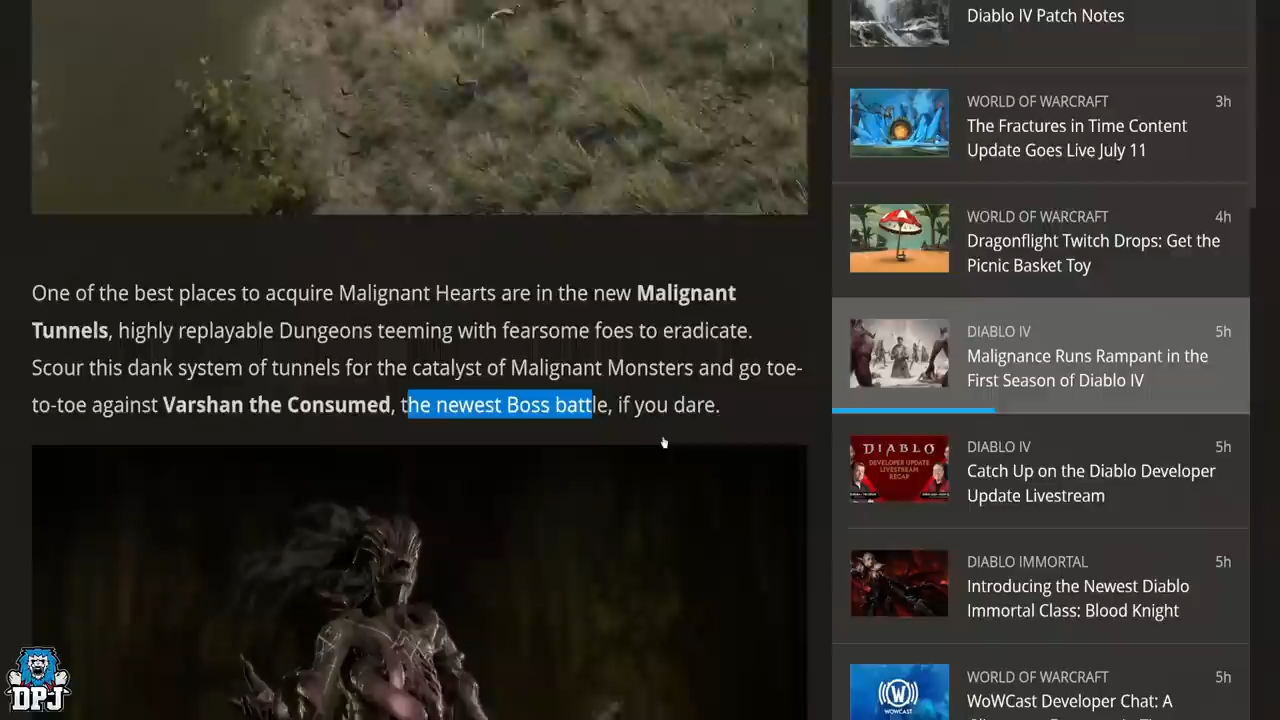 One of the best places to acquire Malignant Hearts are in the new Malignant
Tunnels, highly replayable Dungeons teeming with fearsome foes to eradicate.
Scour this dank system of tunnels for the catalyst of Malignant Monsters and go toe-
to-toe against Varshan the Consumed, the newest Boss battle, if you dare.
DPJ
Diablo IV Patch Notes
WORLD OF WARCRAFT 3h
The Fractures in Time Content
Update Goes Live July 11
WORLD OF WARCRAFT 4h
Dragonflight Twitch Drops: Get the
Picnic Basket Toy
DIABLO IV 5h
Malignance Runs Rampant in the
First Season of Diablo IV
DIABLO
DEVELOPER UPDATE
LIVESTREAM
RECAP
DIABLO IV 5h
Catch Up on the Diablo Developer
Update Livestream
DIABLO IMMORTAL 5h
Introducing the Newest Diablo
Immortal Class: Blood Knight
W
WOWCAST
WORLD OF WARCRAFT 5h
WoWCast Developer Chat: A